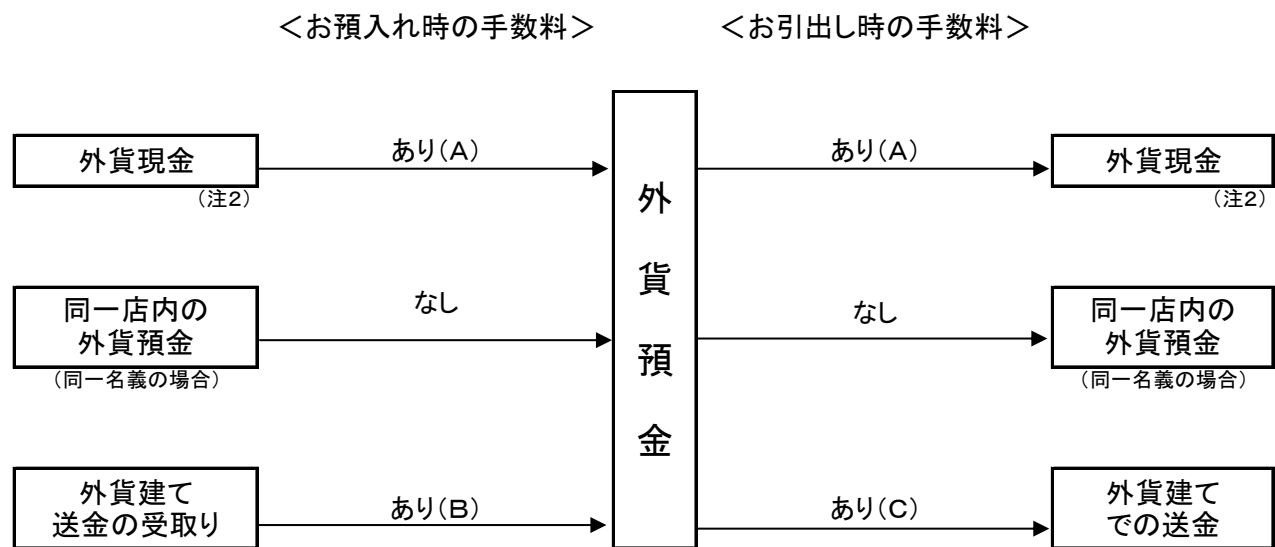 <お預入れ時の手数料>
<お引出し時の手数料>
外貨現金
(注2)
あり(A)
外貨預金
あり(A)
外貨現金
(注2)
同一店内の
外貨預金
(同一名義の場合)
なし
なし
同一店内の
外貨預金
(同一名義の場合)
外貨建て
送金の受取り
あり(B)
あり(C)
外貨建て
での送金